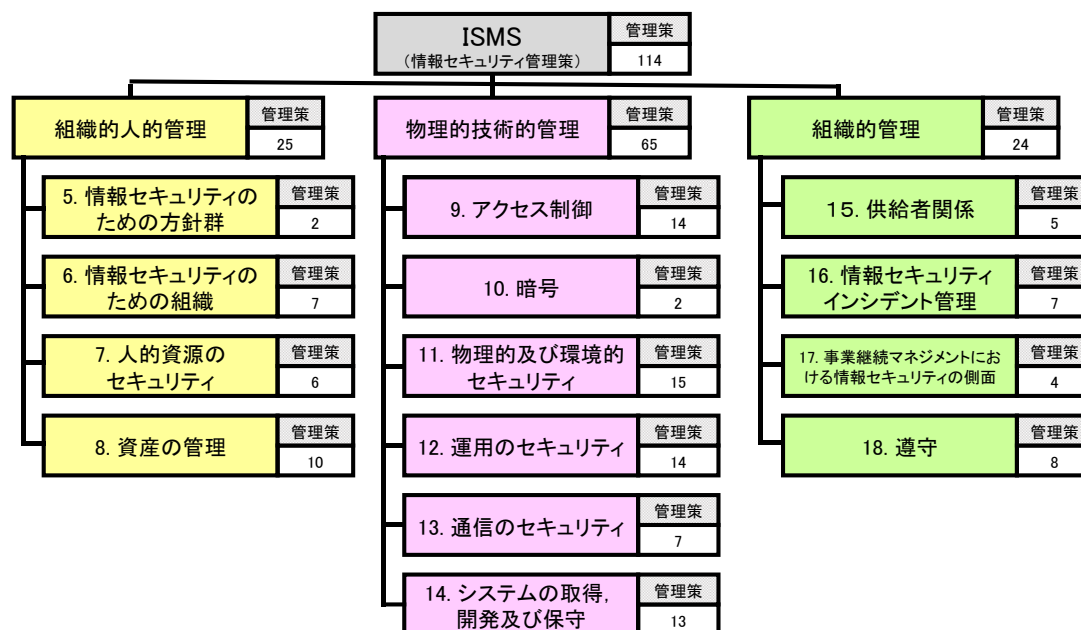 ISMS
(情報セキュリティ管理策)
管理策
114
組織的人的管理
管理策
25
物理的技術的管理
管理策
65
組織的管理
管理策
24
5. 情報セキュリティの
ための方針群
管理策
2
6. 情報セキュリティの
ための組織
管理策
7
7. 人的資源の
セキュリティ
管理策
6
8. 資産の管理
管理策
10
9. アクセス制御
管理策
14
10. 暗号
管理策
2
11. 物理的及び環境的
セキュリティ
管理策
15
12. 運用のセキュリティ
管理策
14
13. 通信のセキュリティ
管理策
7
14. システムの取得,
開発及び保守
管理策
13
15. 供給者関係
管理策
5
16. 情報セキュリティ
インシデント管理
管理策
7
17. 事業継続マネジメントにお
ける情報セキュリティの側面
管理策
4
18. 遵守
管理策
8